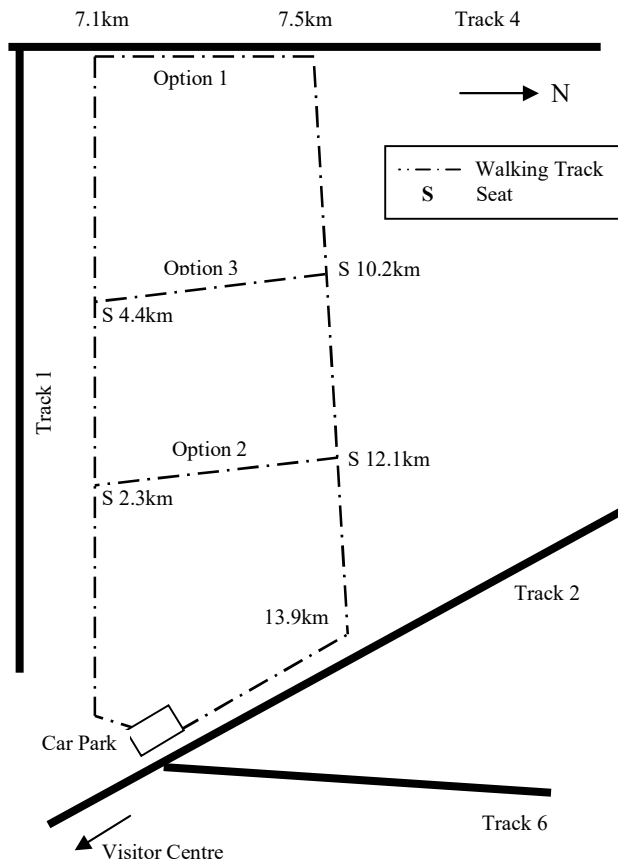 7.1km 7.5km Track 4
Option 1
N
Walking Track
S Seat
Option 3
S 10.2km
S 4.4km
Track 1
Option 2
S 12.1km
S 2.3km
Track 2
13.9km
Car Park
Track 6
Visitor Centre